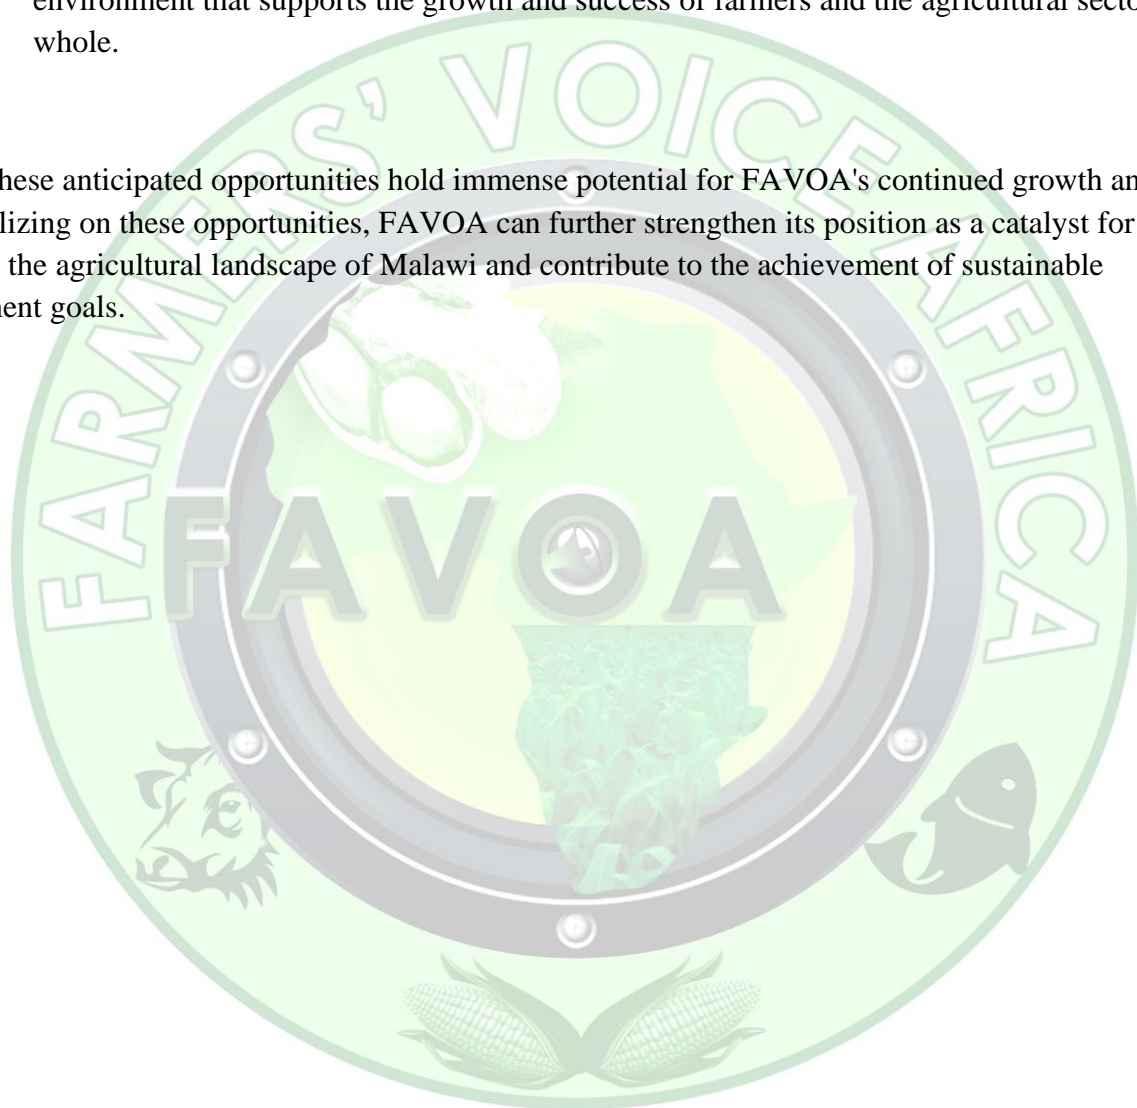 environment that supports the growth and success of farmers and the agricultural secto
whole.
hese anticipated opportunities hold immense potential for FAVOA's continued growth an
lizing on these opportunities, FAVOA can further strengthen its position as a catalyst for
the agricultural landscape of Malawi and contribute to the achievement of sustainable
ent goals.
FARMERS' VOICE AFRICA
FAVOA